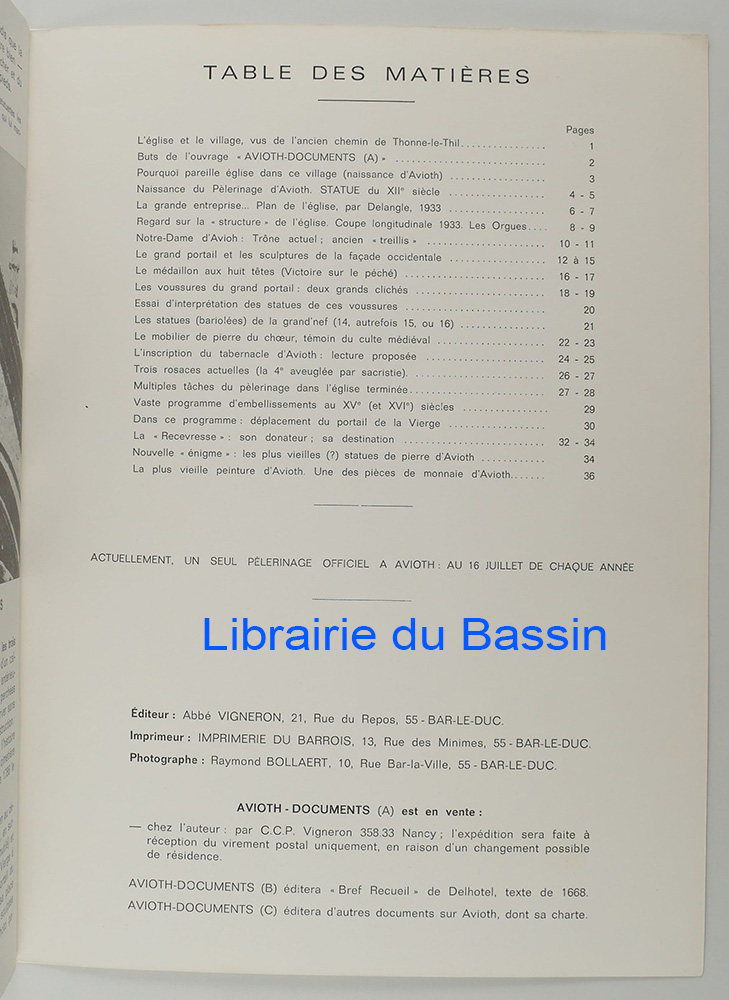 TABLE DES MATIÈRES
Pages
L'église et le village, vus de l'ancien chemin de Thonne-le-Thil................ 1
Buts de l'ouvrage « AVIOTH-DOCUMENTS (A) » ............................ 2
Pourquoi pareille église dans ce village (naissance d'Avioth) .................. 3
Naissance du Pèlerinage d'Avioth. STATUE du XIIe siècle .................. 4 - 5
La grande entreprise... Plan de l'église, par Delangle, 1933 .................. 6 - 7
Regard sur la « structure » de l'église. Coupe longitudinale 1933. Les Orgues.... 8 - 9
Notre-Dame d'Avioh : Trône actuel ; ancien « treillis » ...................... 10 - 11
Le grand portail et les sculptures de la façade occidentale .................. 12 à 15
Le médaillon aux huit têtes (Victoire sur le péché) .......................... 16 - 17
Les voussures du grand portail : deux grands clichés ........................ 18 - 19
Essai d'interprétation des statues de ces voussures .......................... 20
Les statues (bariolées) de la grand'nef (14, autrefois 15, ou 16) ................ 21
Le mobilier de pierre du chœur, témoin du culte médiéval .................... 22 - 23
L'inscription du tabernacle d'Avioth : lecture proposée ...................... 24 - 25
Trois rosaces actuelles (la 4e aveuglée par sacristie). ........................ 26 - 27
Multiples tâches du pèlerinage dans l'église terminée.......................... 27 - 28
Vaste programme d'embellissements au XVe (et XVIe) siècles ................ 29
Dans ce programme : déplacement du portail de la Vierge .................. 30
La « Recevresse » : son donateur ; sa destination .......................... 32 - 34
Nouvelle « énigme » : les plus vieilles (?) statues de pierre d'Avioth ............ 34
La plus vieille peinture d'Avioth. Une des pièces de monnaie d'Avioth....... 36
ACTUELLEMENT, UN SEUL PÈLERINAGE OFFICIEL A AVIOTH : AU 16 JUILLET DE CHAQUE ANNÉE
Librairie du Bassin
Éditeur : Abbé VIGNERON, 21, Rue du Repos, 55 - BAR-LE-DUC.
Imprimeur : IMPRIMERIE DU BARROIS, 13, Rue des Minimes, 55 - BAR-LE-DUC.
Photographe : Raymond BOLLAERT, 10, Rue Bar-la-Ville, 55 - BAR-LE-DUC.
AVIOTH - DOCUMENTS (A) est en vente :
— chez l'auteur : par C.C.P. Vigneron 358.33 Nancy ; l'expédition sera faite à
réception du virement postal uniquement, en raison d'un changement possible
de résidence.
AVIOTH-DOCUMENTS (B) éditera « Bref Recueil » de Delhotel, texte de 1668.
AVIOTH-DOCUMENTS (C) éditera d'autres documents sur Avioth, dont sa charte.